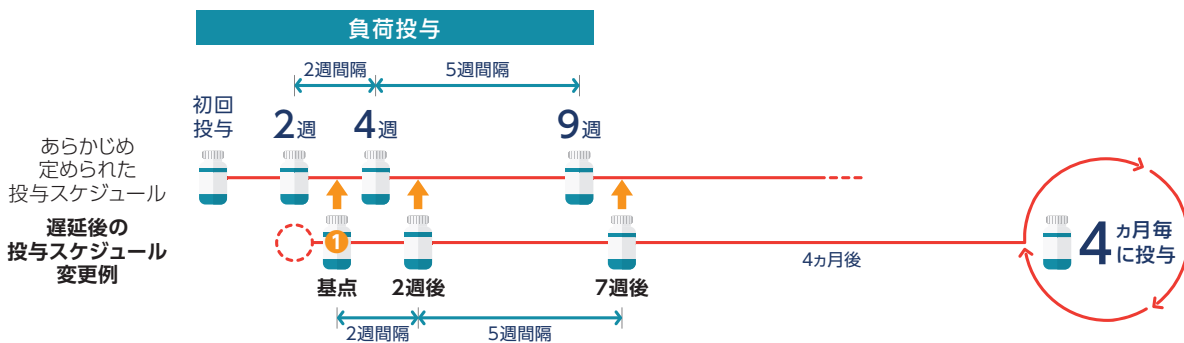 負荷投与
2週間隔
5週間隔
初回
投与
2週
4週
9週
あらかじめ
定められた
投与スケジュール
遅延後の
投与スケジュール
変更例
1
基点
2週後
7週後
4ヵ月後
4ヵ月毎
に投与
2週間隔
5週間隔